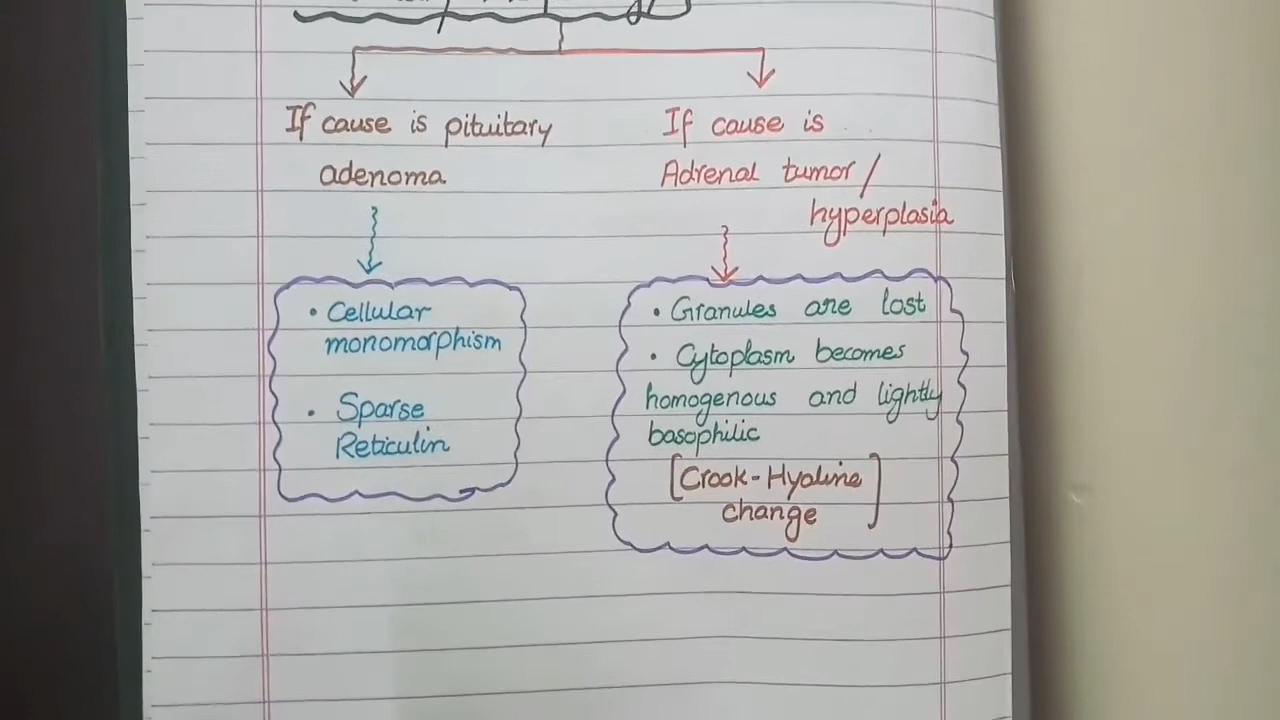 If cause is pituitary
adenoma
• Cellular
monomorphism
• Sparse
Reticulin
If cause is
Adrenal tumor /
hyperplasia
• Granules are lost
• Cytoplasm becomes
homogenous and lightly
basophilic
[Crook-Hyaline
change]